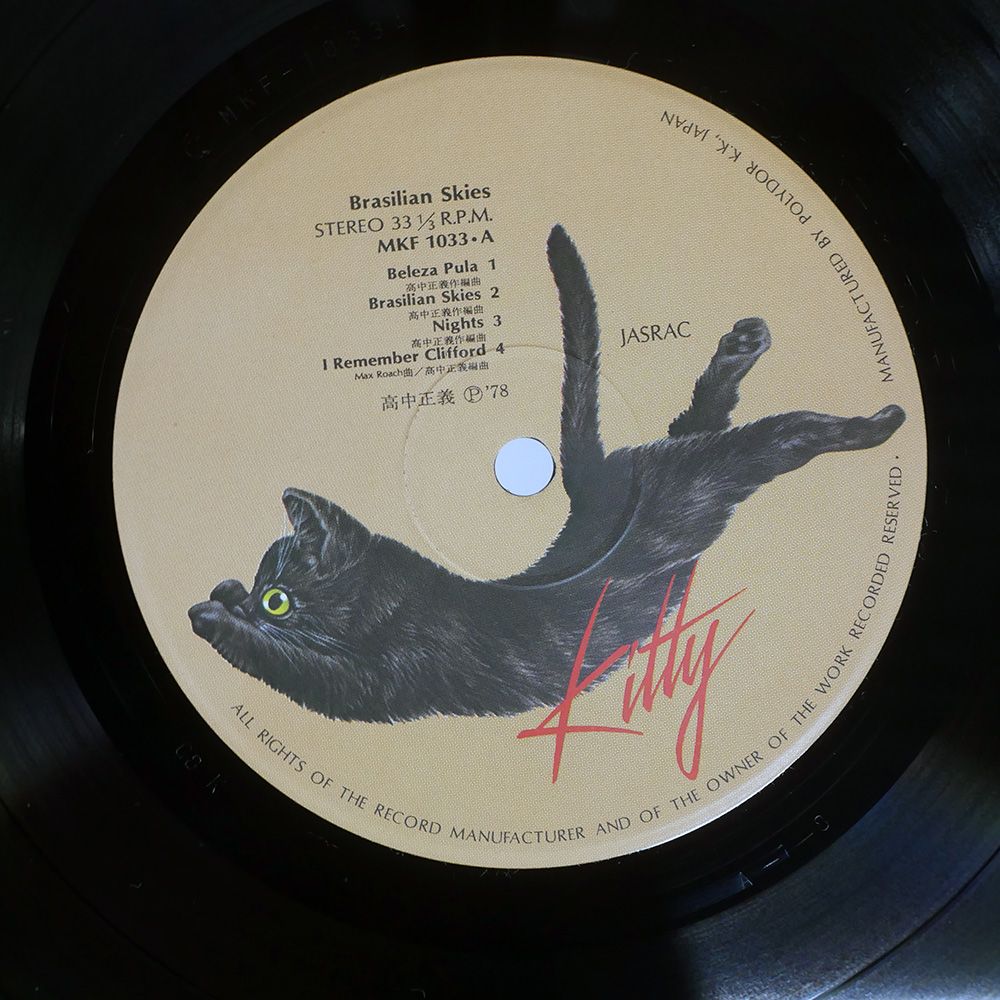 Brasilian Skies
STEREO 33 1/3 R.P.M.
MKF 1033・A
Beleza Pula 1
高中正義作編曲
Brasilian Skies 2
高中正義作編曲
Nights 3
高中正義作編曲
I Remember Clifford 4
Max Roach曲／高中正義編曲
高中正義 Ⓟ'78
JASRAC
Kitty
MANUFACTURED BY POLYDOR K.K., JAPAN
ALL RIGHTS OF THE RECORD MANUFACTURER AND OF THE OWNER OF THE WORK RECORDED RESERVED.
A-7-8